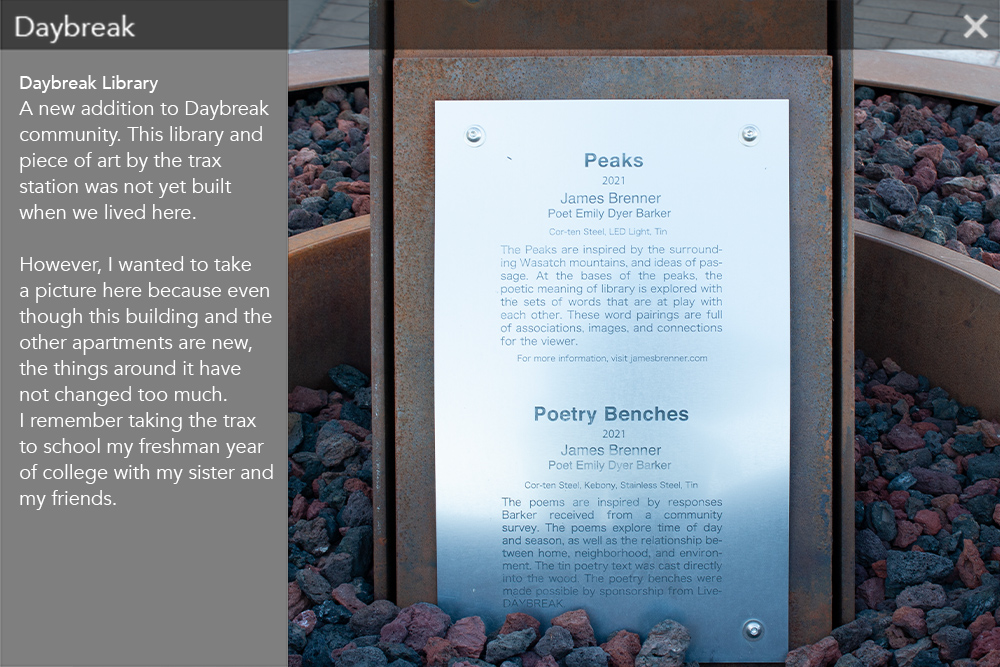 Daybreak
Daybreak Library
A new addition to Daybreak
community. This library and
piece of art by the trax
station was not yet built
when we lived here.
However, I wanted to take
a picture here because even
though this building and the
other apartments are new,
the things around it have
not changed too much.
I remember taking the trax
to school my freshman year
of college with my sister and
my friends.
Peaks
2021
James Brenner
Poet Emily Dyer Barker
Cor-ten Steel, LED Light, Tin
The Peaks are inspired by the surround-
ing Wasatch mountains, and ideas of pas-
sage. At the bases of the peaks, the
poetic meaning of library is explored with
the sets of words that are at play with
each other. These word pairings are full
of associations, images, and connections
for the viewer.
For more information, visit jamesbrenner.com
Poetry Benches
2021
James Brenner
Poet Emily Dyer Barker
Cor-ten Steel, Kebony, Stainless Steel, Tin
The poems are inspired by responses
Barker received from a community
survey. The poems explore time of day
and season, as well as the relationship be-
tween home, neighborhood, and environ-
ment. The tin poetry text was cast directly
into the wood. The poetry benches were
made possible by sponsorship from Live-
DAYBREAK.